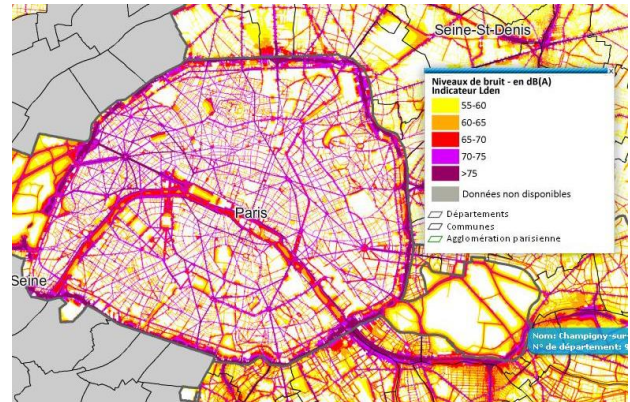 Seine-St-Denis
Niveaux de bruit - en dB(A)
Indicateur Lden
55-60
60-65
65-70
70-75
>75
Données non disponibles
Départements
Communes
Agglomération parisienne
Paris
Seine
Nom: Champigny-sur-
N° de département: 9